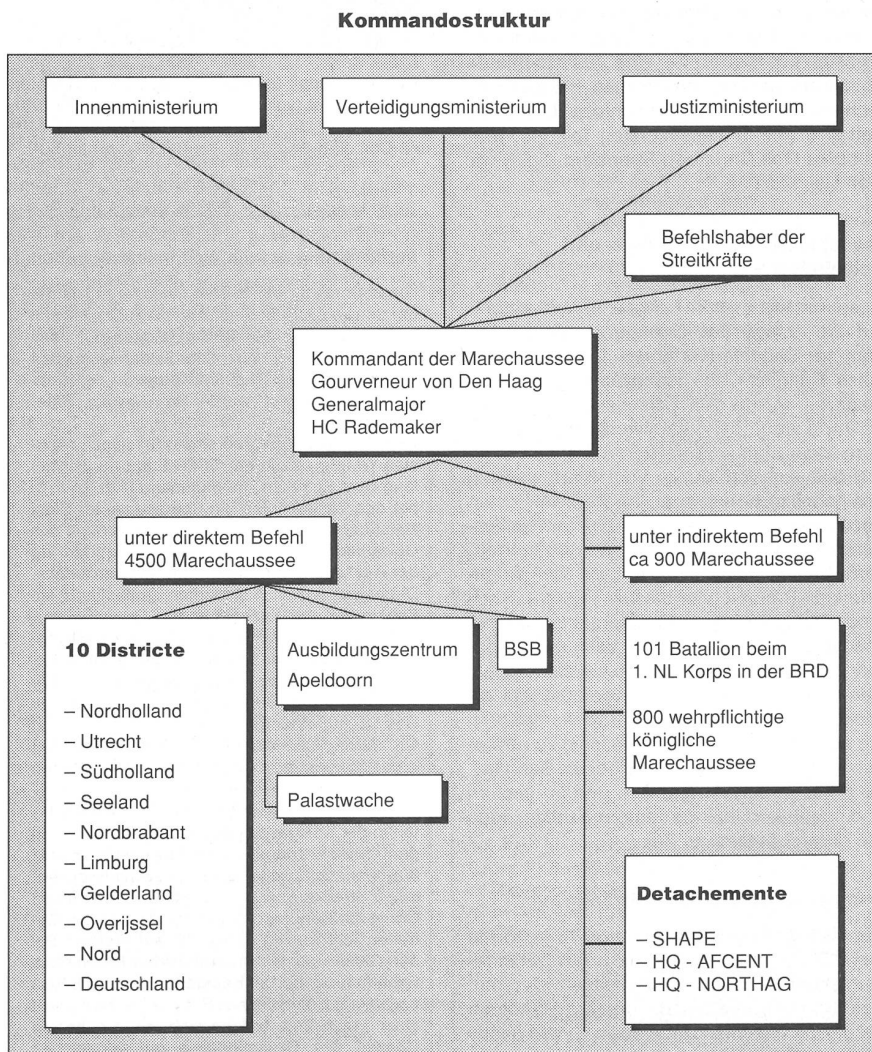 Kommandostruktur
Innenministerium
Verteidigungsministerium
Justizministerium
Befehlshaber der
Streitkräfte
Kommandant der Marechaussee
Gourverneur von Den Haag
Generalmajor
HC Rademaker
unter direktem Befehl
4500 Marechaussee
unter indirektem Befehl
ca 900 Marechaussee
10 Districte
– Nordholland
– Utrecht
– Südholland
– Seeland
– Nordbrabant
– Limburg
– Gelderland
– Overijssel
– Nord
– Deutschland
Ausbildungszentrum
Apeldoorn
BSB
Palastwache
101 Batallion beim
1. NL Korps in der BRD
800 wehrpflichtige
königliche
Marechaussee
Detachemente
– SHAPE
– HQ - AFCENT
– HQ - NORTHAG